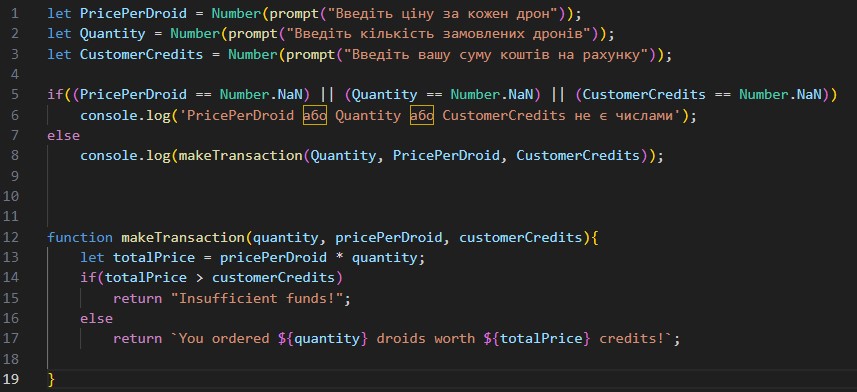 1 let PricePerDroid = Number(prompt("Введіть ціну за кожен дрон"));
2 let Quantity = Number(prompt("Введіть кількість замовлених дронів"));
3 let CustomerCredits = Number(prompt("Введіть вашу суму коштів на рахунку"));
4
5 if((PricePerDroid == Number.NaN) || (Quantity == Number.NaN) || (CustomerCredits == Number.NaN))
6 console.log('PricePerDroid або Quantity або CustomerCredits не є числами');
7 else
8 console.log(makeTransaction(Quantity, PricePerDroid, CustomerCredits));
9
10
11
12 function makeTransaction(quantity, pricePerDroid, customerCredits){
13 let totalPrice = pricePerDroid * quantity;
14 if(totalPrice > customerCredits)
15 return "Insufficient funds!";
16 else
17 return `You ordered ${quantity} droids worth ${totalPrice} credits!`;
18
19 }